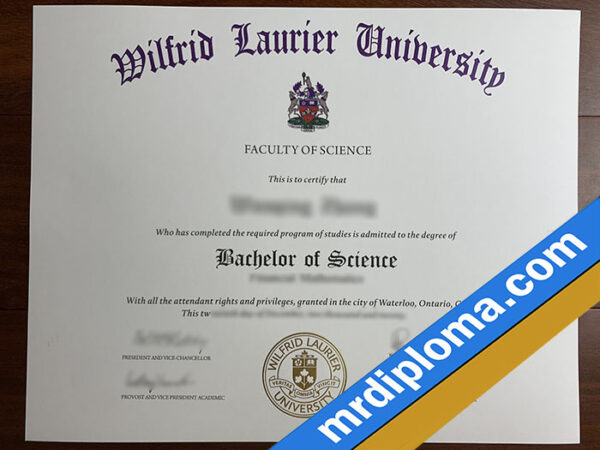 Wilfrid Laurier University
FACULTY OF SCIENCE
This is to certify that
Who has completed the required program of studies is admitted to the degree of
Bachelor of Science
Financial Mathematics
With all the attendant rights and privileges, granted in the city of Waterloo, Ontario,
This
PRESIDENT AND VICE-CHANCELLOR
PROVOST AND VICE PRESIDENT ACADEMIC
WILFRID LAURIER
VERITAS OMNIA VINCIT
UNIVERSITY
mrdiploma.com